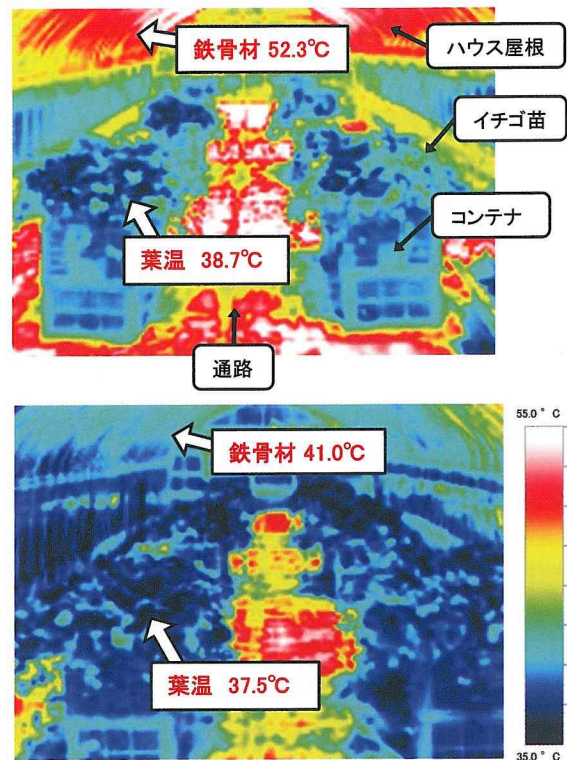 鉄骨材 52.3℃
ハウス屋根
イチゴ苗
コンテナ
葉温 38.7℃
通路
鉄骨材 41.0℃
葉温 37.5℃
55.0 ° C
35.0 ° C